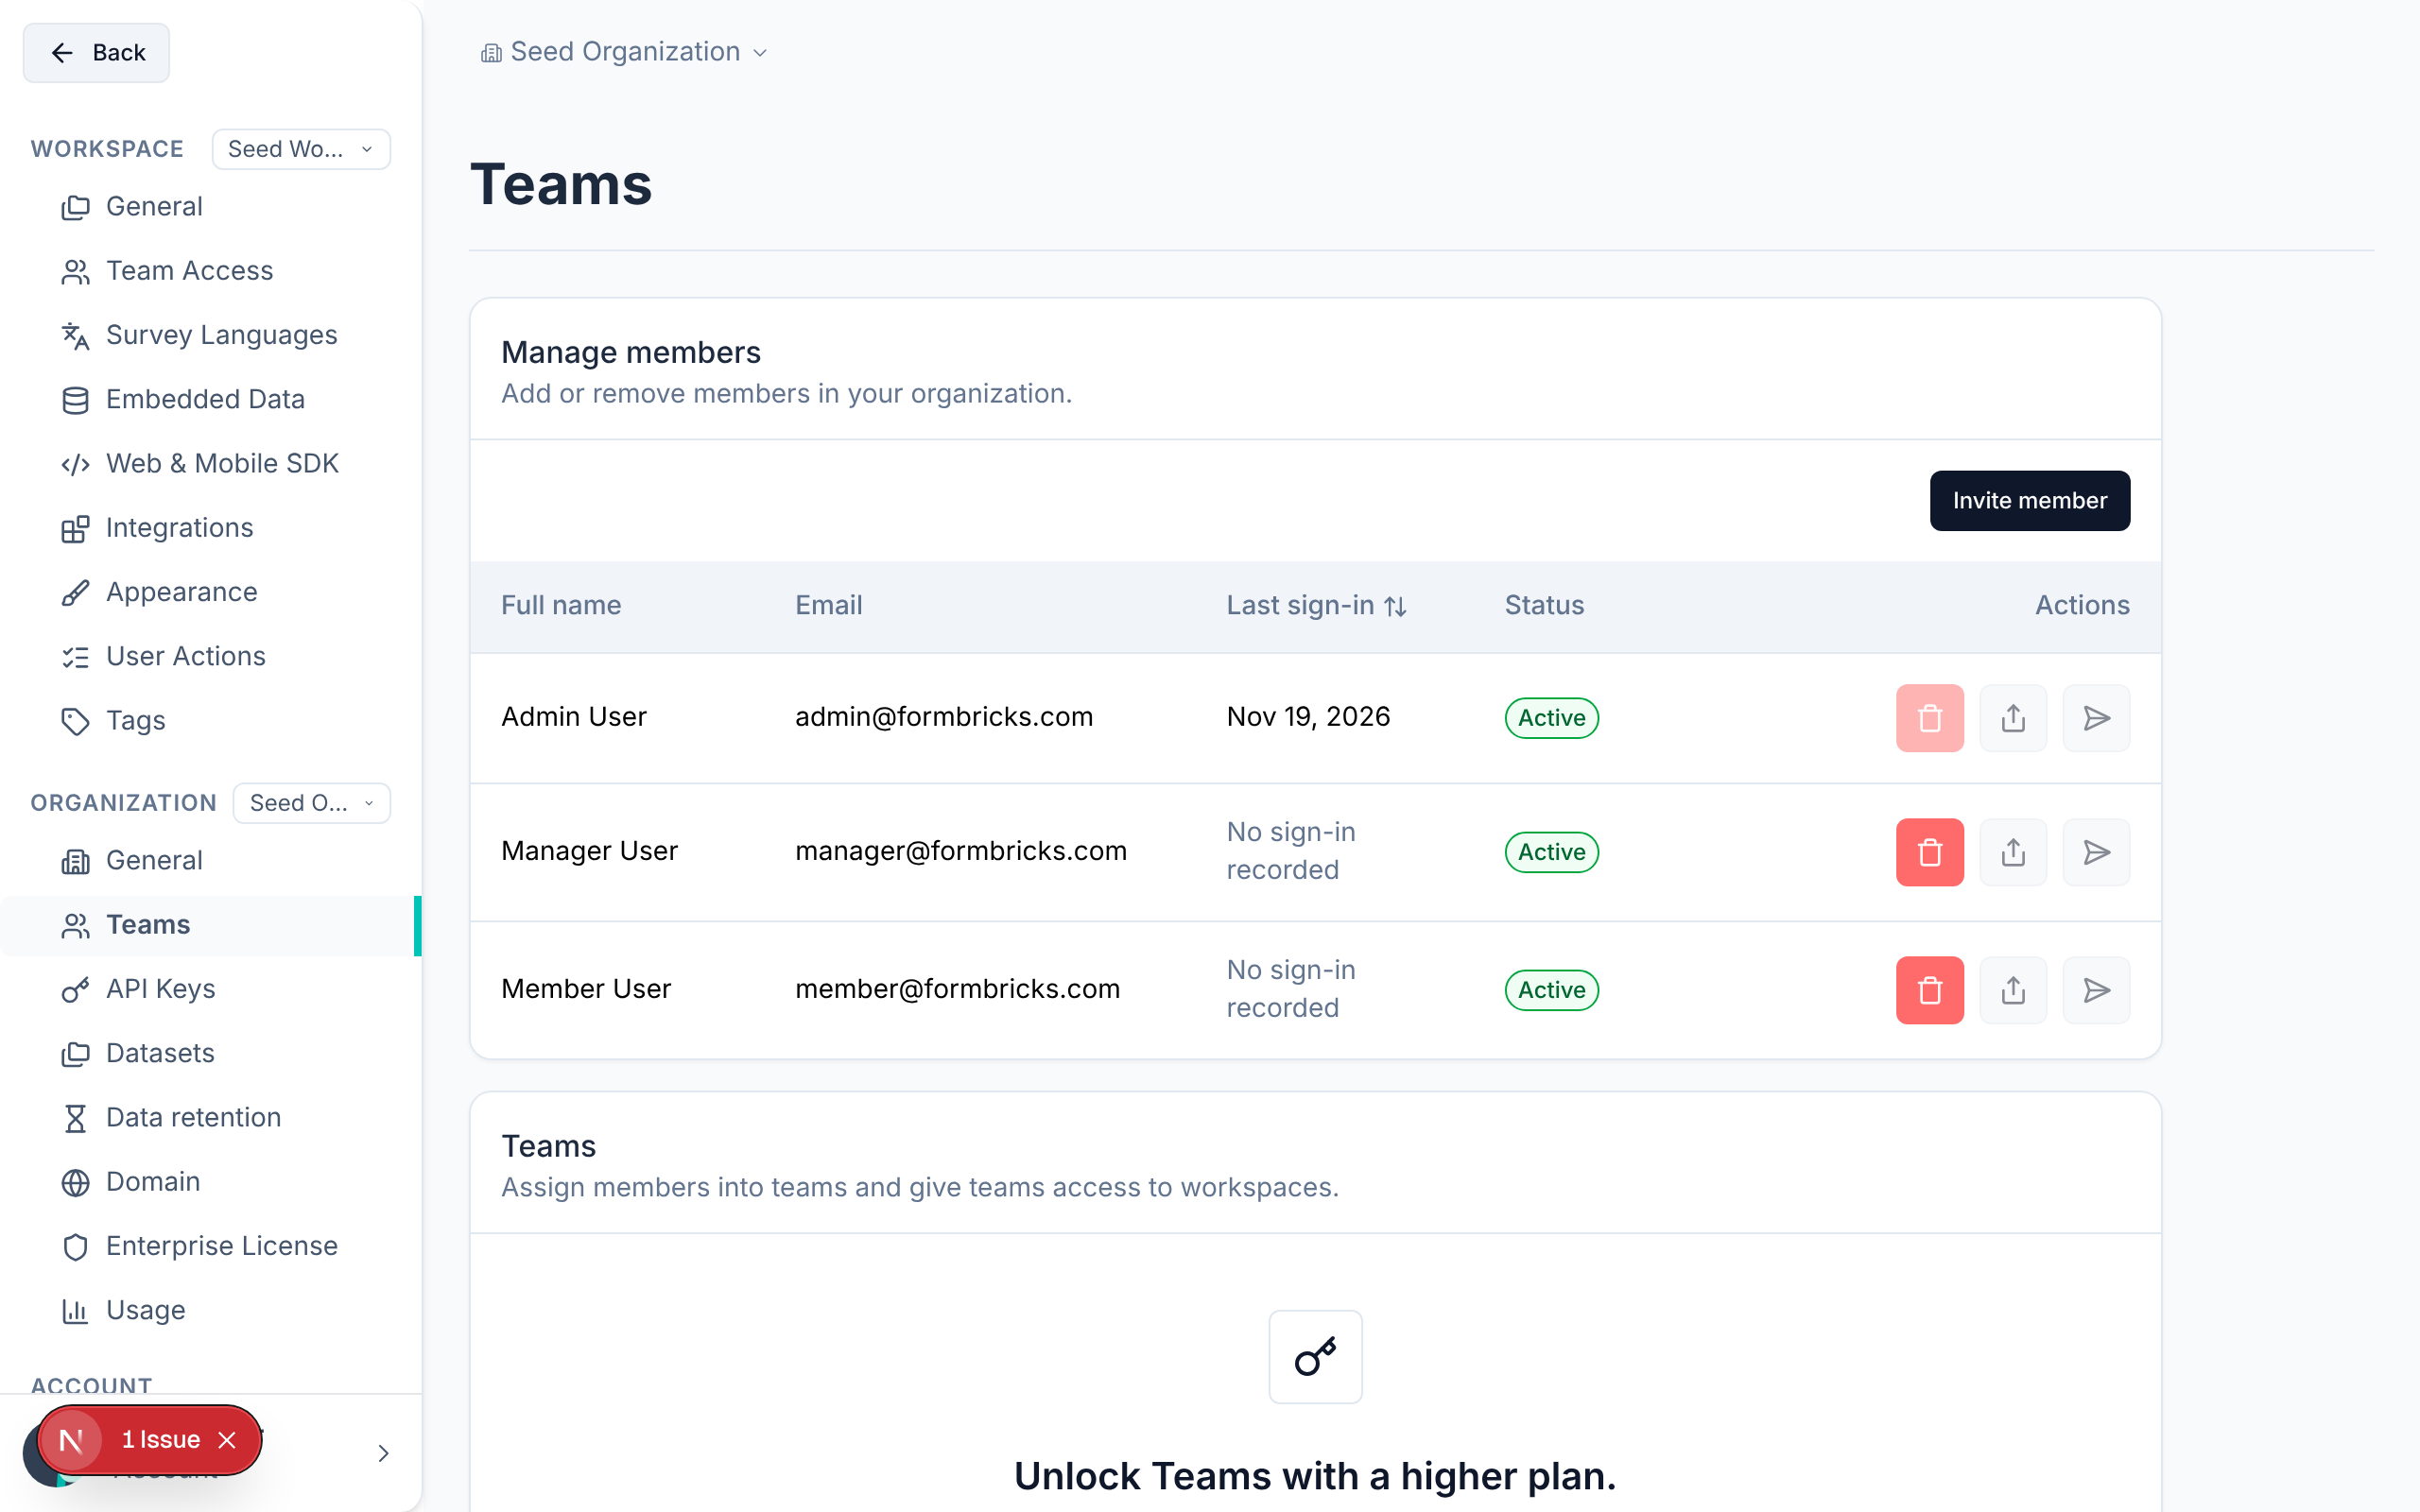 Back
WORKSPACE
Seed Wo...
General
Team Access
Survey Languages
Embedded Data
Web & Mobile SDK
Integrations
Appearance
User Actions
Tags
ORGANIZATION
Seed O...
General
Teams
API Keys
Datasets
Data retention
Domain
Enterprise License
Usage
ACCOUNT
N
1 Issue
Seed Organization
Teams
Manage members
Add or remove members in your organization.
Invite member
Full name Email Last sign-in Status Actions
Admin User admin@formbricks.com Nov 19, 2026 Active
Manager User manager@formbricks.com No sign-in recorded Active
Member User member@formbricks.com No sign-in recorded Active
Teams
Assign members into teams and give teams access to workspaces.
Unlock Teams with a higher plan.